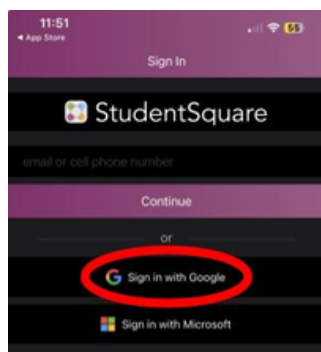 11:51
55
◀ App Store
Sign In
StudentSquare
email or cell phone number
Continue
or
Sign in with Google
Sign in with Microsoft